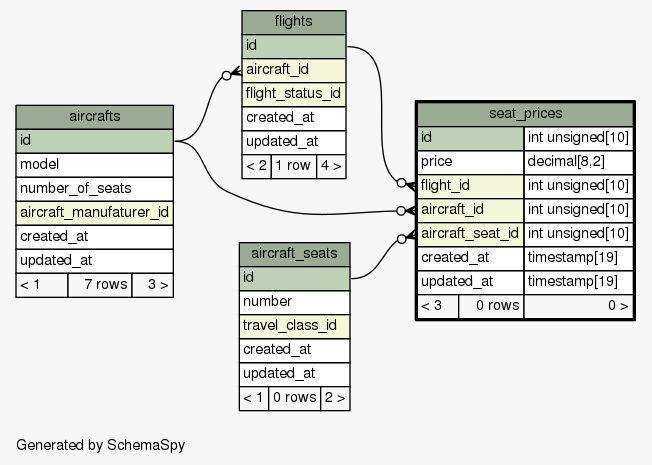 flights
id
aircraft_id
flight_status_id
created_at
updated_at
< 2 1 row 4 >
aircrafts
id
model
number_of_seats
aircraft_manufaturer_id
created_at
updated_at
< 1 7 rows 3 >
seat_prices
id int unsigned[10]
price decimal[8,2]
flight_id int unsigned[10]
aircraft_id int unsigned[10]
aircraft_seat_id int unsigned[10]
created_at timestamp[19]
updated_at timestamp[19]
< 3 0 rows 0 >
aircraft_seats
id
number
travel_class_id
created_at
updated_at
< 1 0 rows 2 >
Generated by SchemaSpy